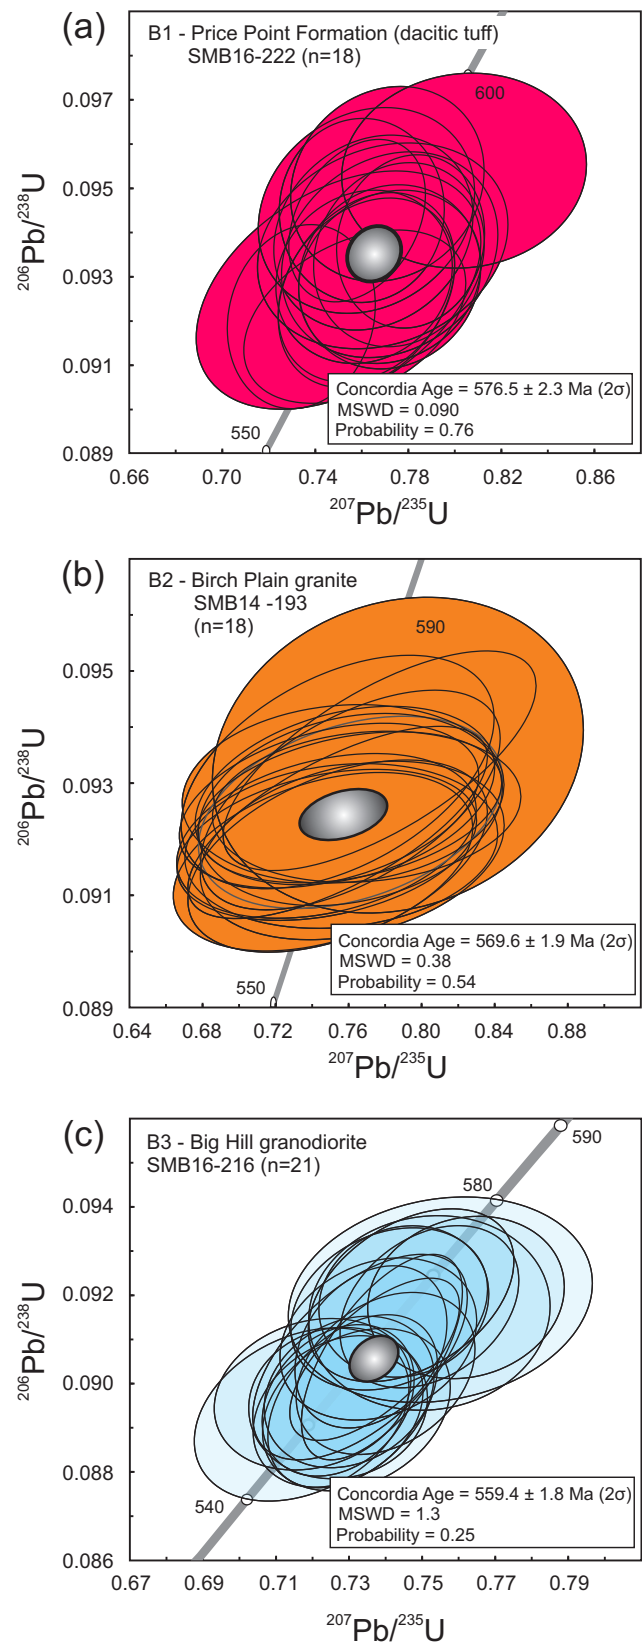 (a)
B1 - Price Point Formation (dacitic tuff)
SMB16-222 (n=18)
600
0.097
0.095
0.093
0.091
0.089
206Pb/238U
550
Concordia Age = 576.5 ± 2.3 Ma (2σ)
MSWD = 0.090
Probability = 0.76
0.66
0.70
0.74
0.78
0.82
0.86
207Pb/235U
(b)
B2 - Birch Plain granite
SMB14 -193
(n=18)
590
0.095
0.093
0.091
0.089
206Pb/238U
550
Concordia Age = 569.6 ± 1.9 Ma (2σ)
MSWD = 0.38
Probability = 0.54
0.64
0.68
0.72
0.76
0.80
0.84
0.88
207Pb/235U
(c)
B3 - Big Hill granodiorite
SMB16-216 (n=21)
590
580
0.094
0.092
0.090
0.088
0.086
206Pb/238U
540
Concordia Age = 559.4 ± 1.8 Ma (2σ)
MSWD = 1.3
Probability = 0.25
0.67
0.69
0.71
0.73
0.75
0.77
0.79
207Pb/235U